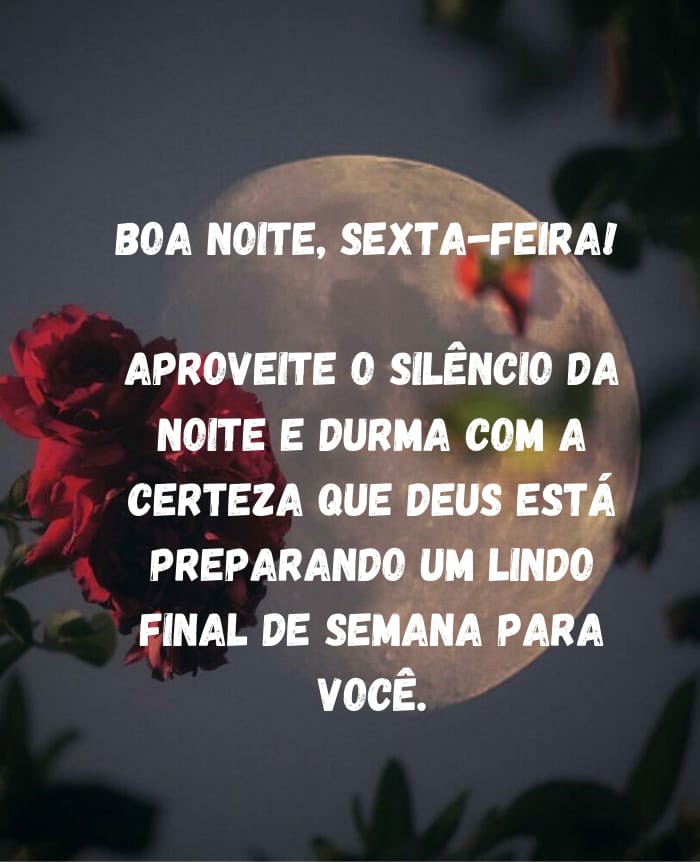 BOA NOITE, SEXTA-FEIRA!
APROVEITE O SILÊNCIO DA
NOITE E DURMA COM A
CERTEZA QUE DEUS ESTÁ
PREPARANDO UM LINDO
FINAL DE SEMANA PARA
VOCÊ.